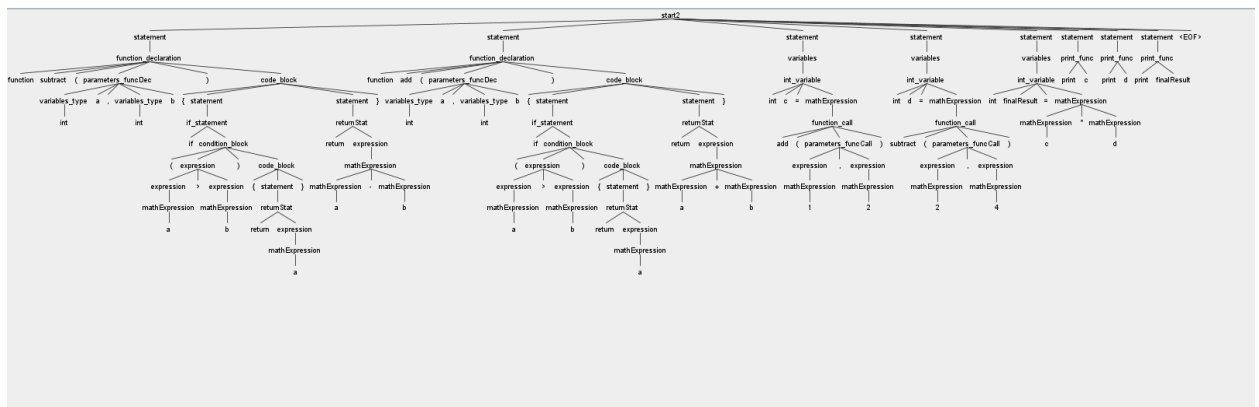 start2
statement statement statement statement statement statement statement statement <EOF>
function_declaration function_declaration variables variables variables print_func print_func print_func
function subtract ( parameters_funcDec ) code_block function add ( parameters_funcDec ) code_block int_variable int_variable int_variable print c print d print finalResult
variables_type a , variables_type b { statement statement } variables_type a , variables_type b { statement statement } int c = mathExpression int d = mathExpression int finalResult = mathExpression
int int if_statement returnStat int int if_statement returnStat function_call function_call mathExpression * mathExpression
if condition_block return expression if condition_block return expression add ( parameters_funcCall ) subtract ( parameters_funcCall ) c d
( expression ) code_block mathExpression ( expression ) code_block mathExpression expression , expression expression , expression
expression > expression { statement } mathExpression - mathExpression expression > expression { statement } mathExpression + mathExpression mathExpression mathExpression mathExpression mathExpression
mathExpression mathExpression returnStat a b mathExpression mathExpression returnStat a b 1 2 2 4
a b return expression a b return expression
mathExpression mathExpression
a a